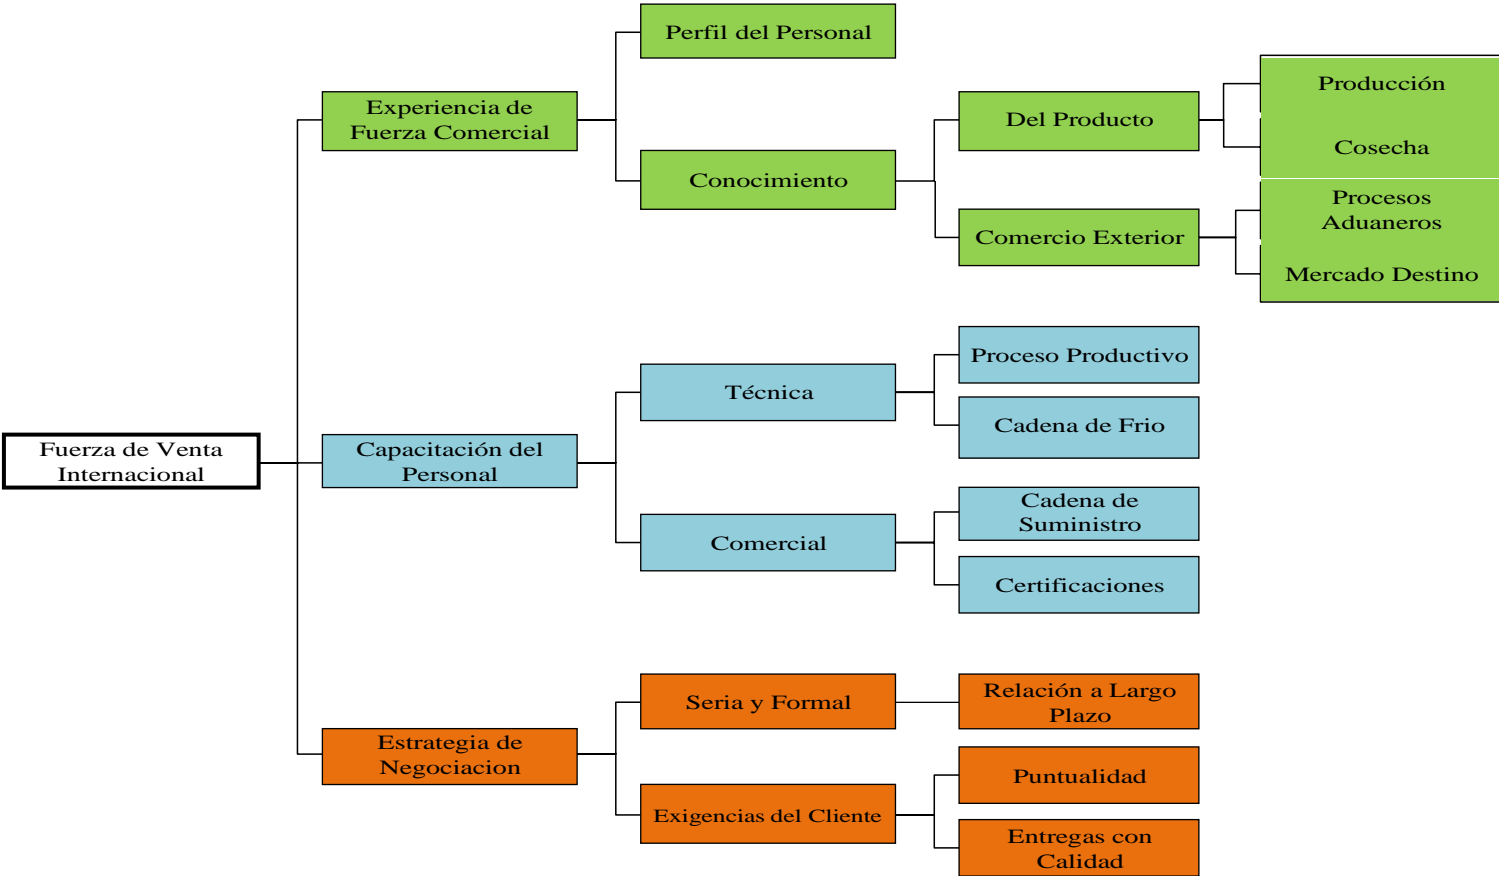 Perfil del Personal
Experiencia de
Fuerza Comercial
Conocimiento
Del Producto
Producción
Cosecha
Comercio Exterior
Procesos
Aduaneros
Mercado Destino
Fuerza de Venta
Internacional
Capacitación del
Personal
Técnica
Proceso Productivo
Cadena de Frio
Comercial
Cadena de
Suministro
Certificaciones
Estrategia de
Negociacion
Seria y Formal
Relación a Largo
Plazo
Exigencias del Cliente
Puntualidad
Entregas con
Calidad